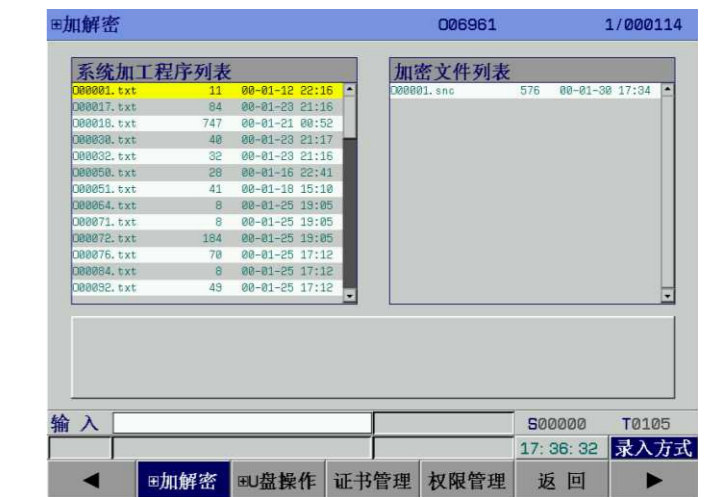 加解密 O06961 1/000114
系统加工程序列表
O00001.txt 11 00-01-12 22:16
O00017.txt 84 00-01-23 21:16
O00018.txt 747 00-01-21 00:52
O00030.txt 40 00-01-23 21:17
O00032.txt 32 00-01-23 21:16
O00050.txt 28 00-01-16 22:41
O00051.txt 41 00-01-18 15:10
O00064.txt 8 00-01-25 19:05
O00071.txt 8 00-01-25 19:05
O00072.txt 184 00-01-25 19:05
O00076.txt 70 00-01-25 17:12
O00084.txt 8 00-01-25 17:12
O00092.txt 49 00-01-25 17:12
加密文件列表
O00001.snc 576 00-01-30 17:34
输 入 S00000 T0105
17:36:32 录入方式
◀ 加解密 U盘操作 证书管理 权限管理 返 回 ▶